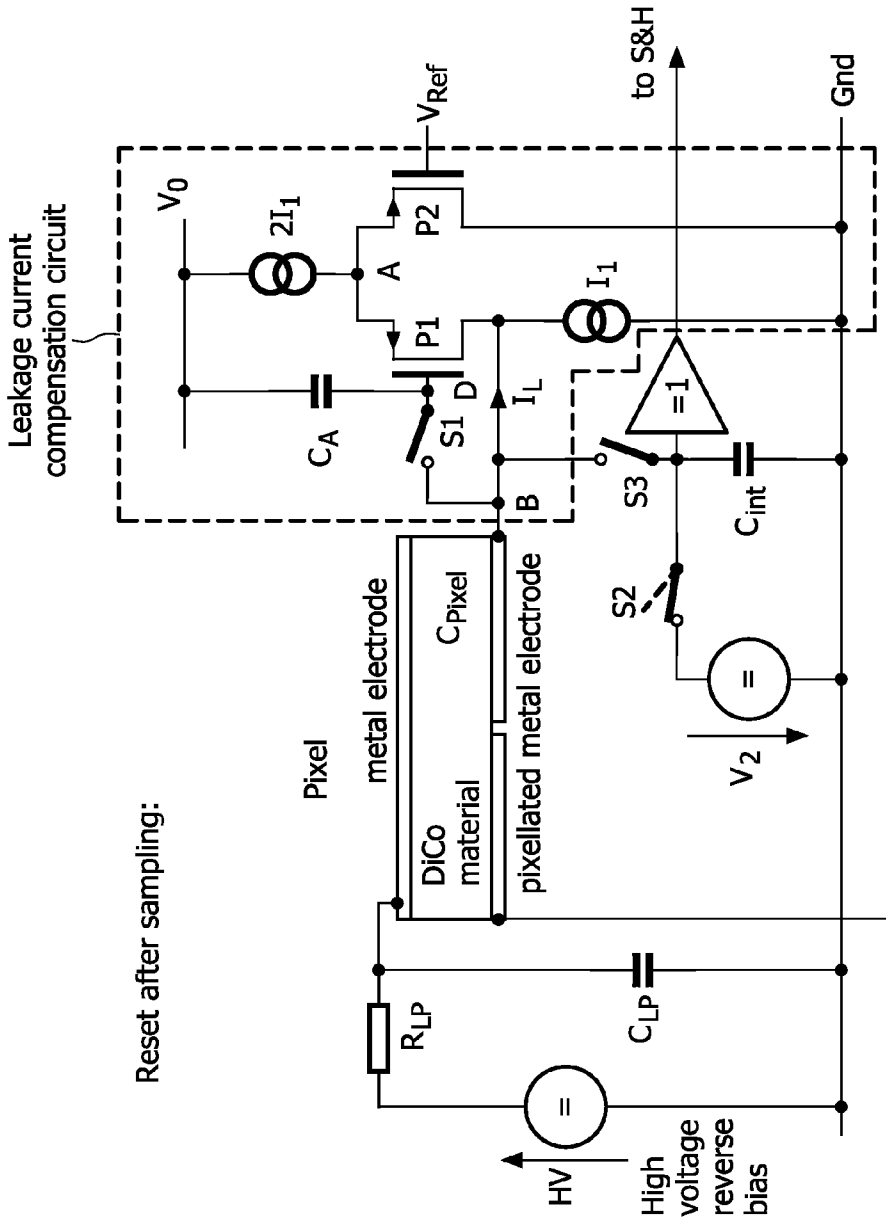 Reset after sampling:
Leakage current
compensation circuit
V0
2I1
A
P1
P2
VRef
CA
D
S1
IL
B
I1
Pixel
metal electrode
DiCo
material
CPixel
pixellated metal electrode
RLP
CLP
HV
=
High
voltage
reverse
bias
S2
S3
=
V2
Cint
=1
to S&H
Gnd